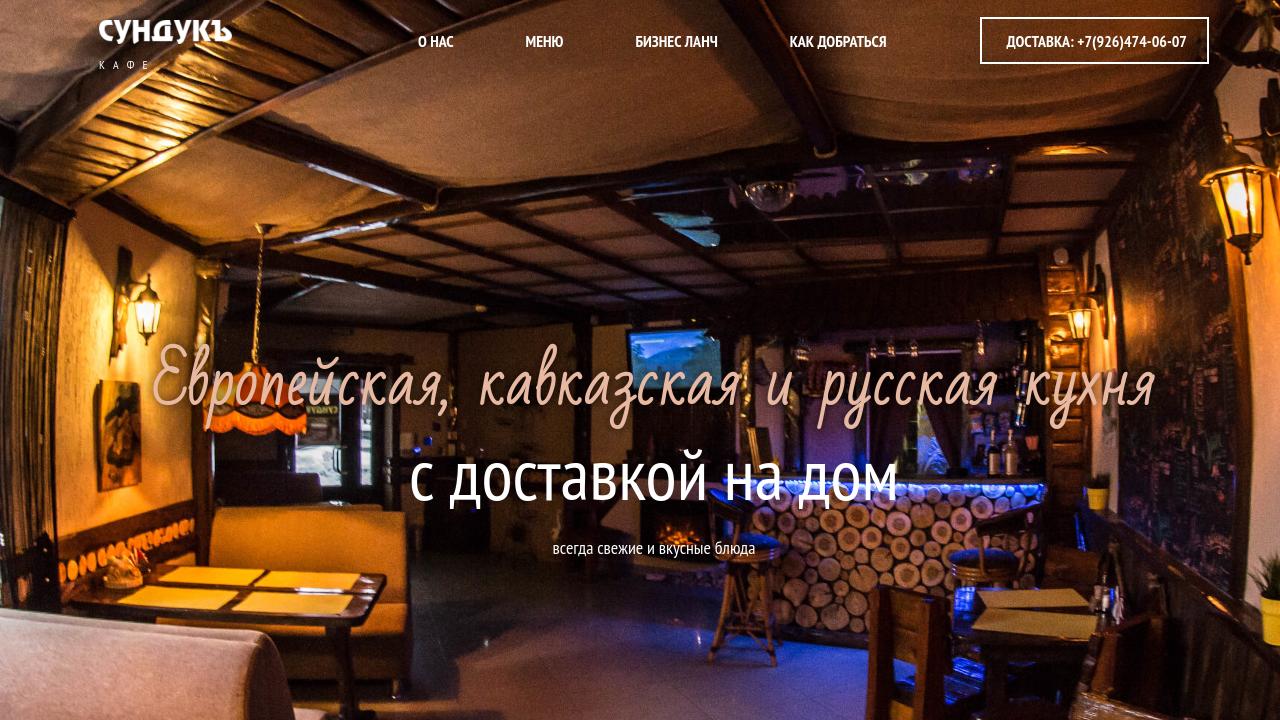 СУНДУКЪ
КАФЕ
О НАС
МЕНЮ
БИЗНЕС ЛАНЧ
КАК ДОБРАТЬСЯ
ДОСТАВКА: +7(926)474-06-07
Европейская, кавказская и русская кухня
с доставкой на дом
всегда свежие и вкусные блюда